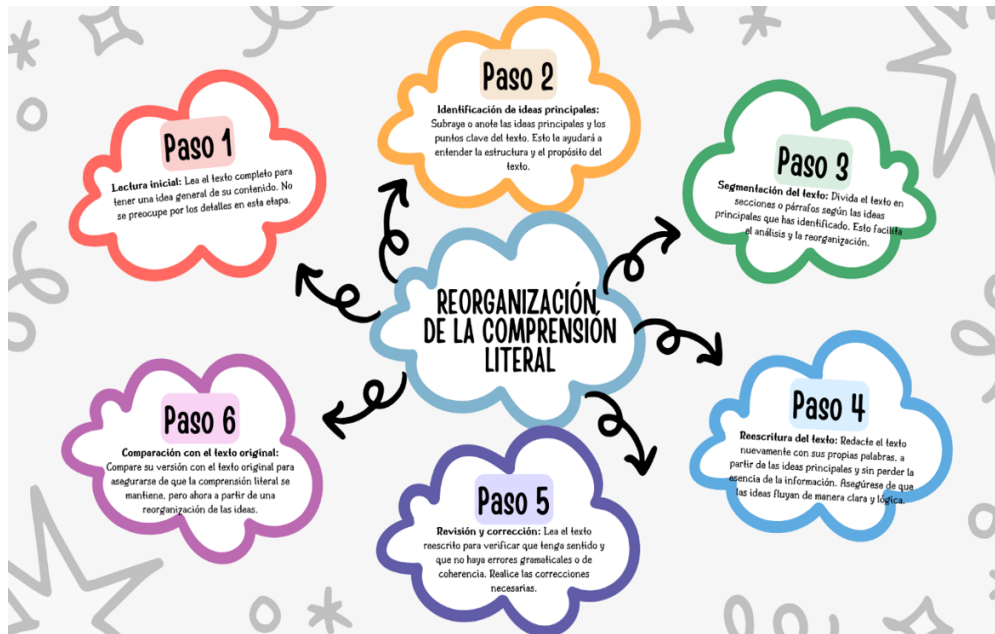 REORGANIZACIÓN
DE LA COMPRENSIÓN
LITERAL
Paso 1
Lectura inicial: Lea el texto completo para
tener una idea general de su contenido. No
se preocupe por los detalles en esta etapa.
Paso 2
Identificación de ideas principales:
Subraye o anote las ideas principales y los
puntos clave del texto. Esto le ayudará a
entender la estructura y el propósito del
texto.
Paso 3
Segmentación del texto: Divida el texto en
secciones o párrafos según las ideas
principales que has identificado. Esto facilita
el análisis y la reorganización.
Paso 4
Reescritura del texto: Redacte el texto
nuevamente con sus propias palabras, a
partir de las ideas principales y sin perder la
esencia de la información. Asegúrese de que
las ideas fluyan de manera clara y lógica.
Paso 5
Revisión y corrección: Lea el texto
reescrito para verificar que tenga sentido y
que no haya errores gramaticales o de
coherencia. Realice las correcciones
necesarias.
Paso 6
Comparación con el texto original:
Compare su versión con el texto original para
asegurarse de que la comprensión literal se
mantiene, pero ahora a partir de una
reorganización de las ideas.